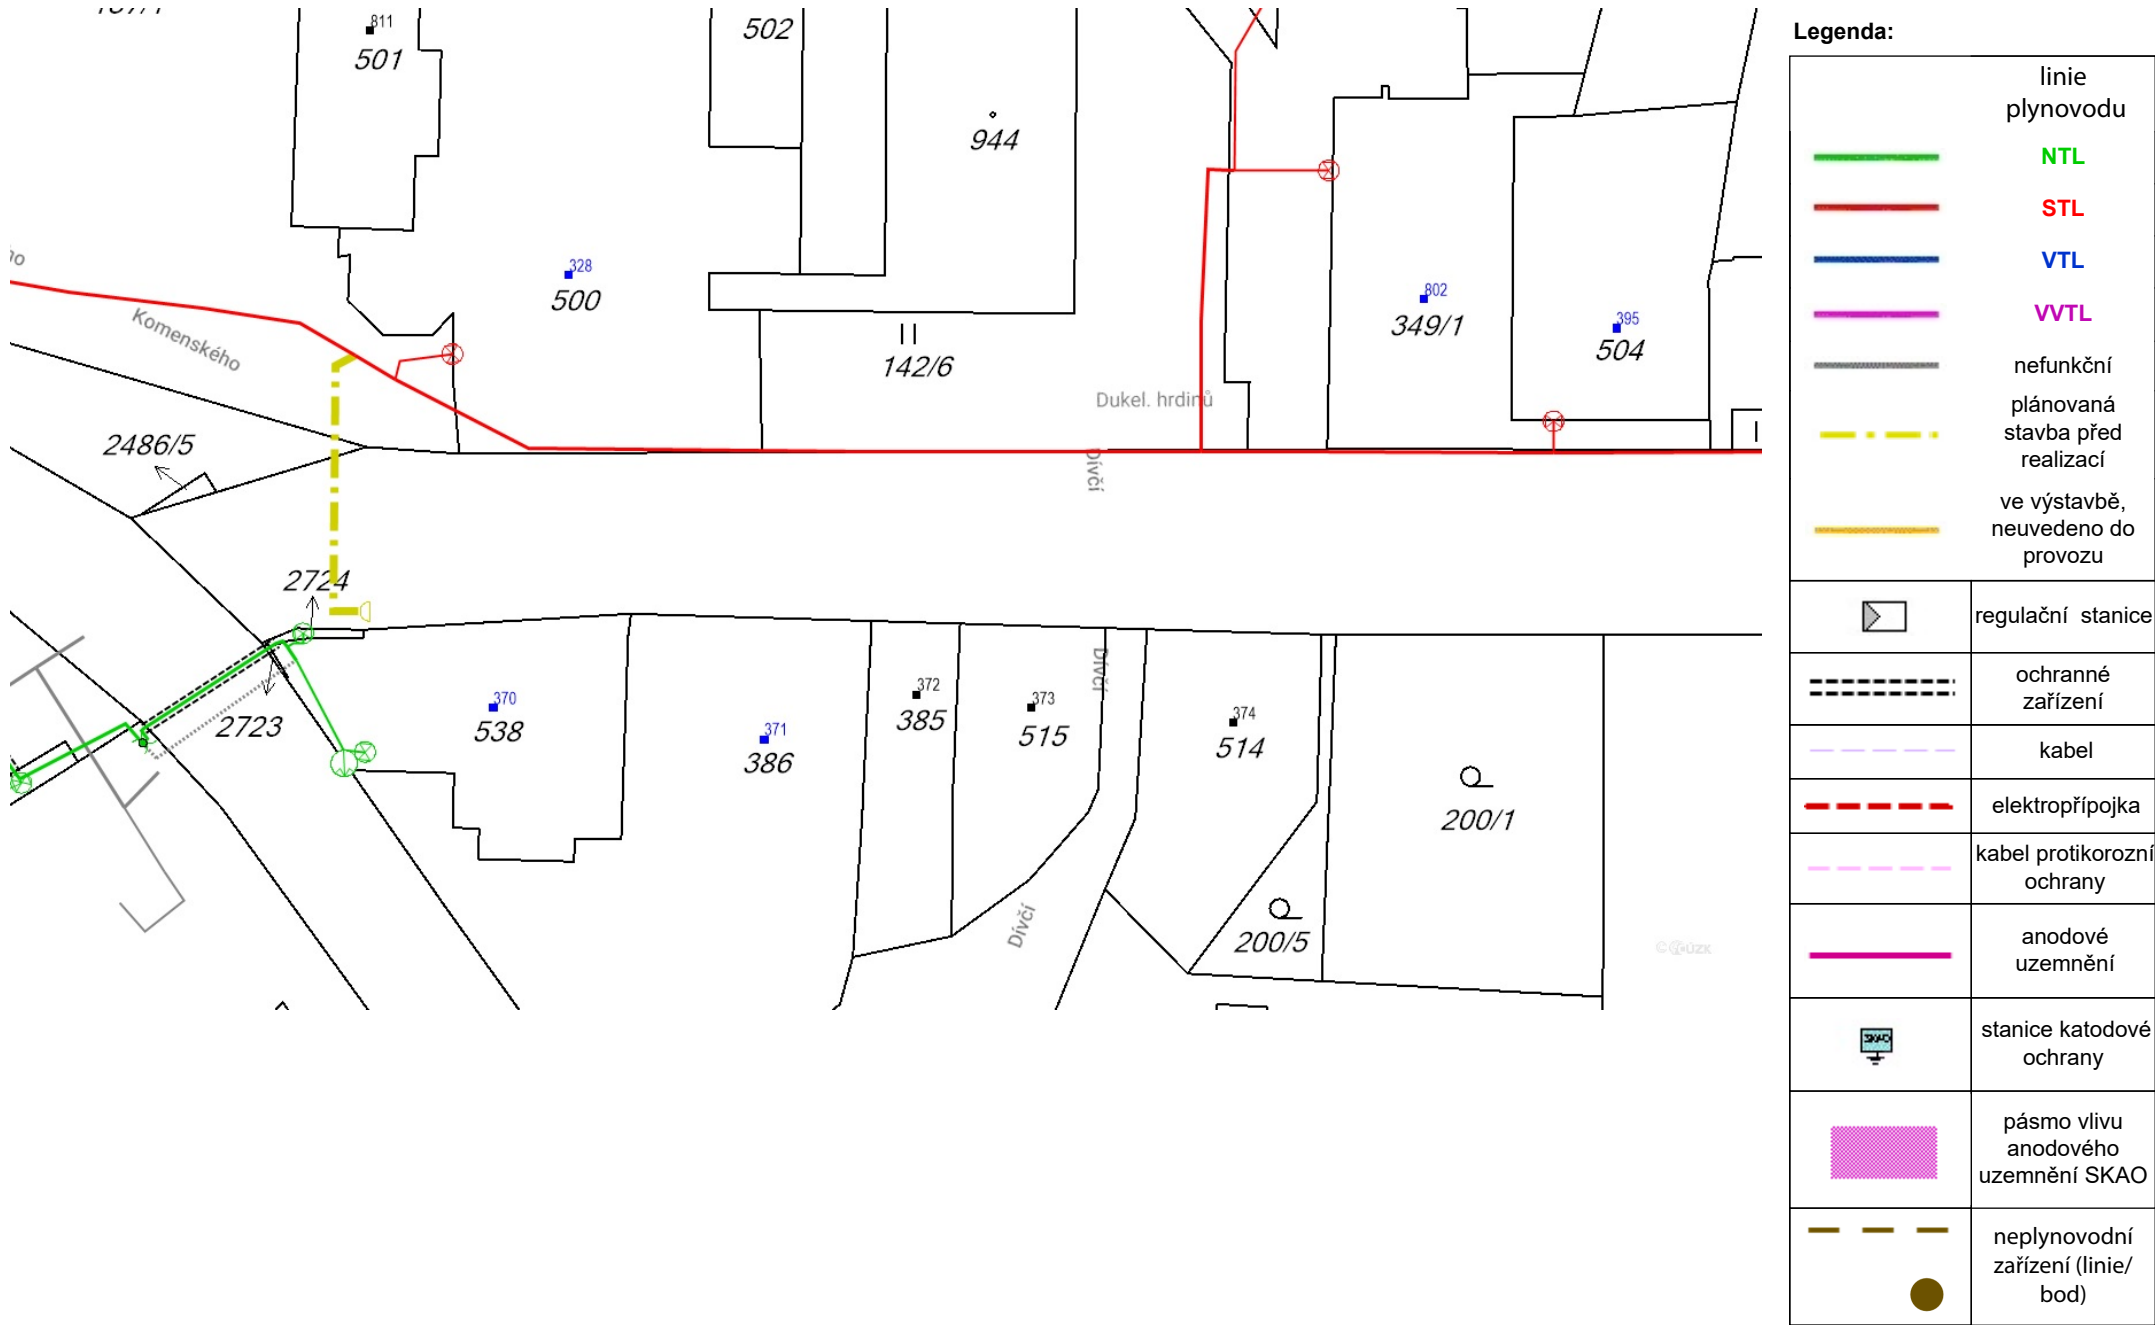 811
501
502
944
328
500
Komenského
142/6
Dukel. hrdinů
802
349/1
395
504
2486/5
Dívčí
2724
2723
370
538
371
386
372
385
373
515
Dívčí
374
514
200/1
200/5
Dívčí
Legenda:
linie
plynovodu
NTL
STL
VTL
VVTL
nefunkční
plánovaná
stavba před
realizací
ve výstavbě,
neuvedeno do
provozu
regulační stanice
ochranné
zařízení
kabel
elektropřípojka
kabel protikorozní
ochrany
anodové
uzemnění
SKAO
stanice katodové
ochrany
pásmo vlivu
anodového
uzemnění SKAO
neplynovodní
zařízení (linie/
bod)